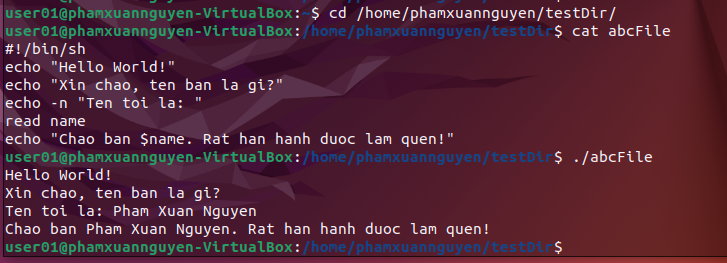 user01@phamxuannguyen-VirtualBox:~$ cd /home/phamxuannguyen/testDir/
user01@phamxuannguyen-VirtualBox:/home/phamxuannguyen/testDir$ cat abcFile
#!/bin/sh
echo "Hello World!"
echo "Xin chao, ten ban la gi?"
echo -n "Ten toi la: "
read name
echo "Chao ban $name. Rat han hanh duoc lam quen!"
user01@phamxuannguyen-VirtualBox:/home/phamxuannguyen/testDir$ ./abcFile
Hello World!
Xin chao, ten ban la gi?
Ten toi la: Pham Xuan Nguyen
Chao ban Pham Xuan Nguyen. Rat han hanh duoc lam quen!
user01@phamxuannguyen-VirtualBox:/home/phamxuannguyen/testDir$